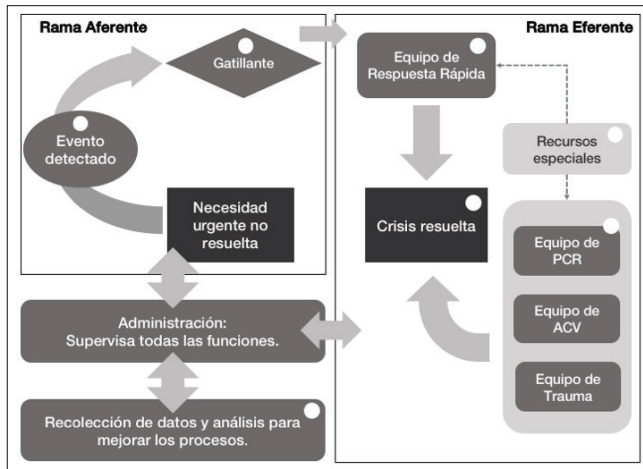 Rama Aferente
Gatillante
Evento
detectado
Necesidad
urgente no
resuelta
Rama Eferente
Equipo de
Respuesta Rápida
Recursos
especiales
Crisis resuelta
Equipo de
PCR
Equipo de
ACV
Equipo de
Trauma
Administración:
Supervisa todas las funciones.
Recolección de datos y análisis para
mejorar los procesos.